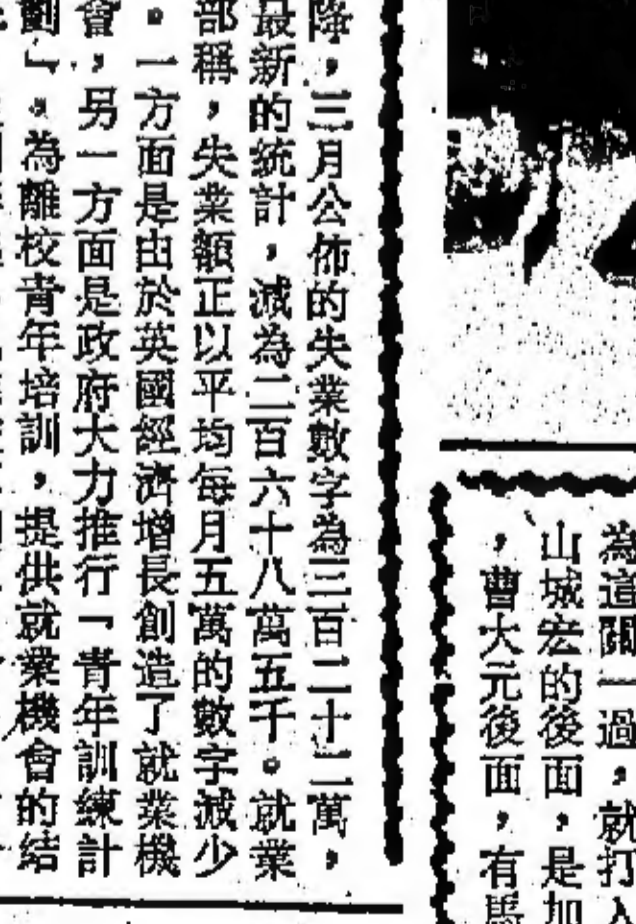 降，三月公佈的失業數字為三百二十二萬，
最新的統計，減為二百六十八萬五千。就業
部稱，失業額正以平均每月五萬的數字減少
。一方面是由於英國經濟增長創造了就業機
會，另一方面是政府大力推行「青年訓練計
劃」。為離校青年培訓，提供就業機會的結
為這關一過，就打入
山城宏的後面，是加
，曹大元後面，有馬